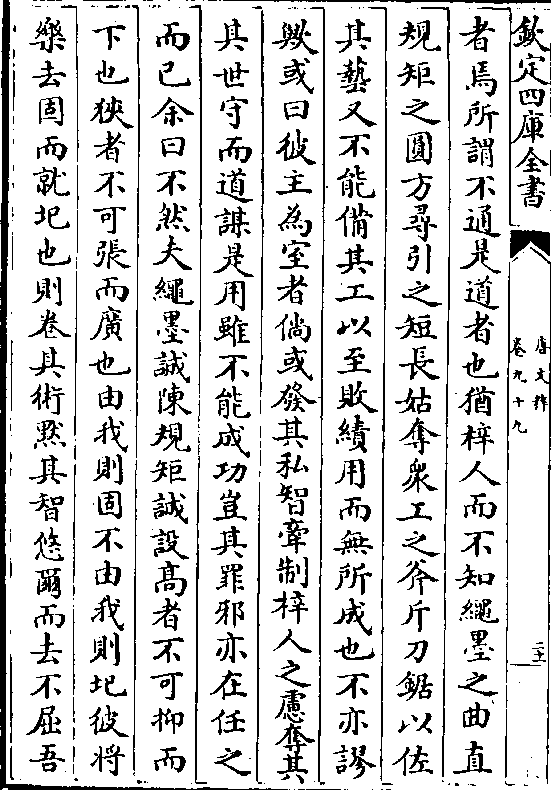 欽定四庫全書
唐文粹
卷九十九
二十
者焉所謂不通是道者也猶梓人而不知繩墨之曲直
規矩之圓方尋引之短長姑奪衆工之斧斤刀鋸以佐
其藝又不能備其工以至敗績用而無所成也不亦謬
歟或曰彼主為室者倘或發其私智牽制梓人之慮奪其
其世守而道謀是用雖不能成功豈其罪邪亦在任之
而已余曰不然夫繩墨誠陳規矩誠設髙者不可抑而
下也狹者不可張而廣也由我則固不由我則圮彼將
樂去固而就圮也則卷其術黙其智悠爾而去不屈吾